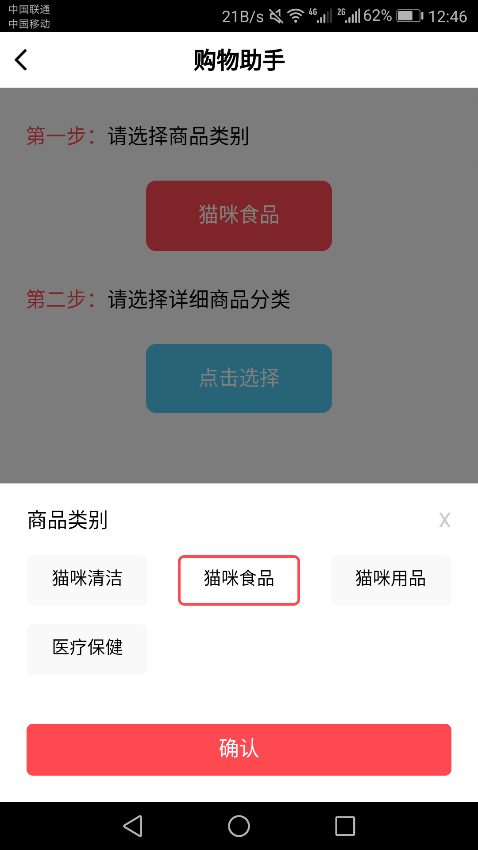 中国联通
中国移动
21B/s 4G 2G 62% 12:46
购物助手
第一步：请选择商品类别
猫咪食品
第二步：请选择详细商品分类
点击选择
商品类别 X
猫咪清洁 猫咪食品 猫咪用品
医疗保健
确认